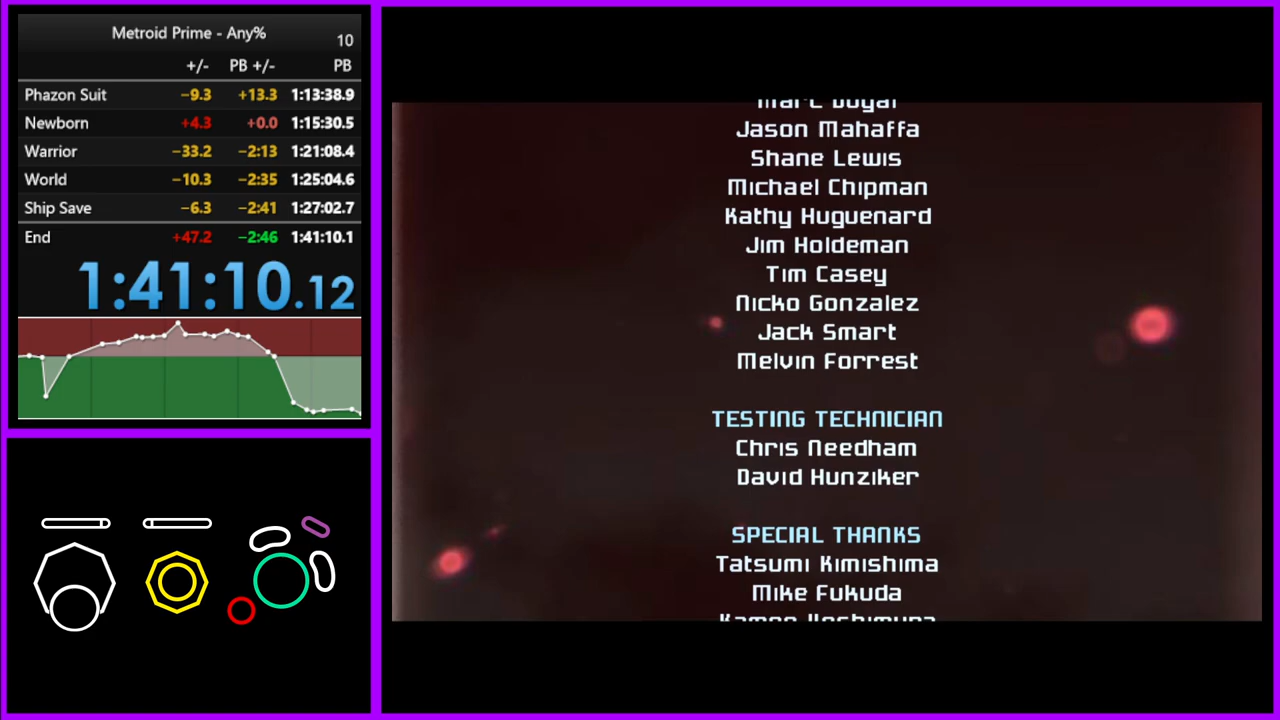 Metroid Prime - Any%
10
+/- PB +/- PB
Phazon Suit −9.3 +13.3 1:13:38.9
Newborn +4.3 +0.0 1:15:30.5
Warrior −33.2 −2:13 1:21:08.4
World −10.3 −2:35 1:25:04.6
Ship Save −6.3 −2:41 1:27:02.7
End +47.2 −2:46 1:41:10.1
1:41:10.12
Jason Mahaffa
Shane Lewis
Michael Chipman
Kathy Huguenard
Jim Holdeman
Tim Casey
Nicko Gonzalez
Jack Smart
Melvin Forrest
TESTING TECHNICIAN
Chris Needham
David Hunziker
SPECIAL THANKS
Tatsumi Kimishima
Mike Fukuda